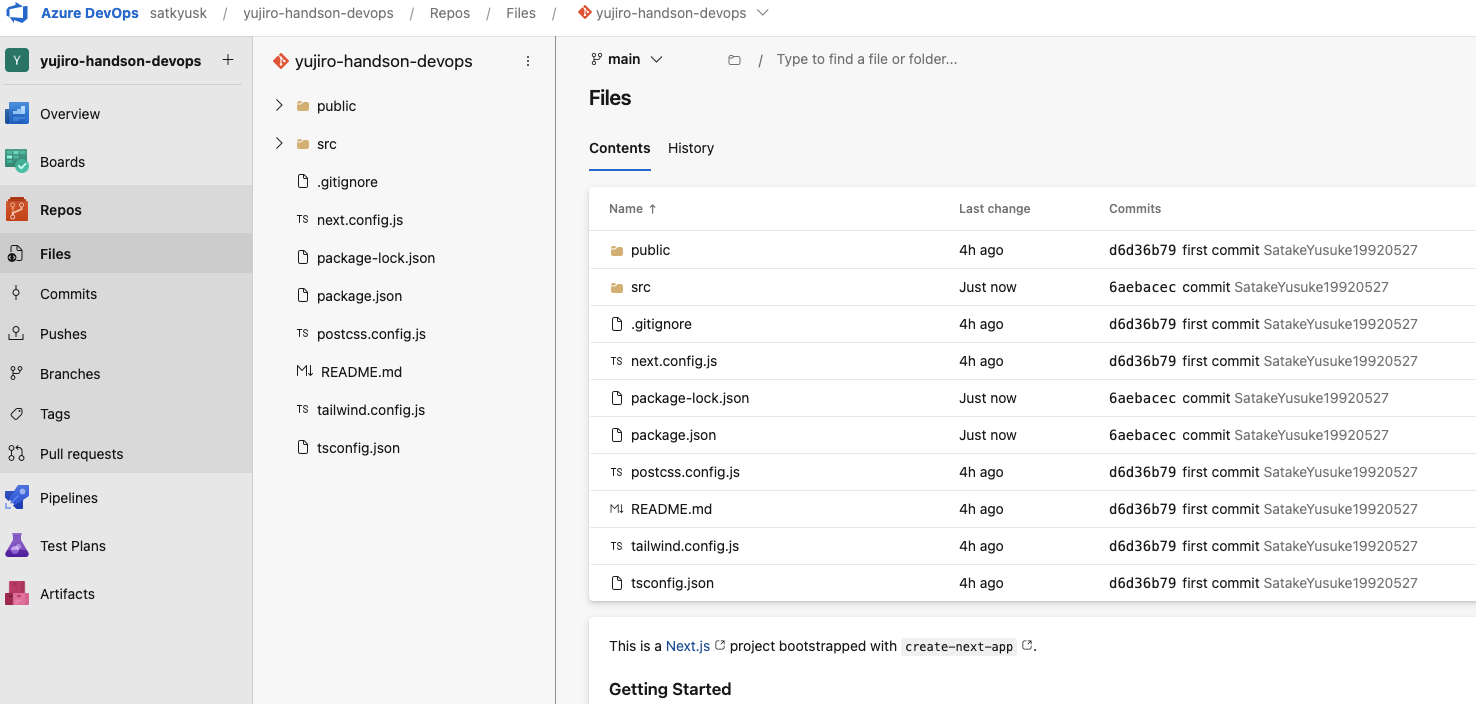 Azure DevOps satkyusk / yujiro-handson-devops / Repos / Files / yujiro-handson-devops
Y yujiro-handson-devops +
Overview
Boards
Repos
Files
Commits
Pushes
Branches
Tags
Pull requests
Pipelines
Test Plans
Artifacts
yujiro-handson-devops
public
src
.gitignore
TS next.config.js
package-lock.json
package.json
TS postcss.config.js
M↓ README.md
TS tailwind.config.js
tsconfig.json
main / Type to find a file or folder...
Files
Contents History
Name ↑ Last change Commits
public 4h ago d6d36b79 first commit SatakeYusuke19920527
src Just now 6aebacec commit SatakeYusuke19920527
.gitignore 4h ago d6d36b79 first commit SatakeYusuke19920527
TS next.config.js 4h ago d6d36b79 first commit SatakeYusuke19920527
package-lock.json Just now 6aebacec commit SatakeYusuke19920527
package.json Just now 6aebacec commit SatakeYusuke19920527
TS postcss.config.js 4h ago d6d36b79 first commit SatakeYusuke19920527
M↓ README.md 4h ago d6d36b79 first commit SatakeYusuke19920527
TS tailwind.config.js 4h ago d6d36b79 first commit SatakeYusuke19920527
tsconfig.json 4h ago d6d36b79 first commit SatakeYusuke19920527
This is a Next.js project bootstrapped with create-next-app .
Getting Started